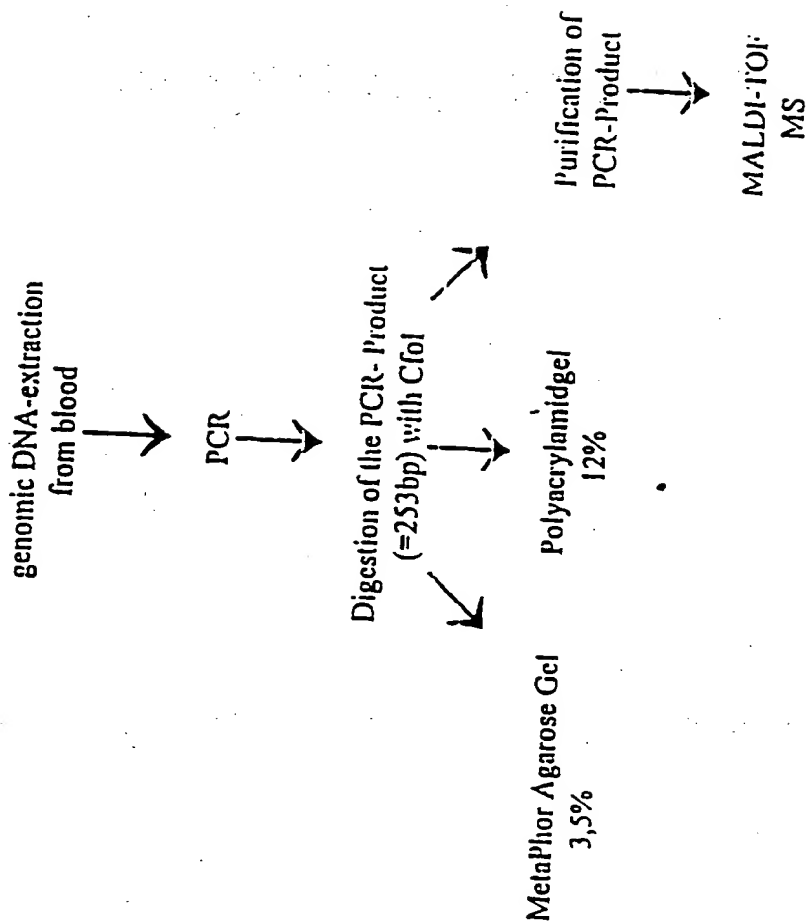 genomic DNA-extraction
from blood
PCR
Digestion of the PCR- Product
(=253bp) with CfoI
MetaPhor Agarose Gel
3,5%
Polyacrylamidgel
12%
Purification of
PCR-Product
MALDI-TOF
MS